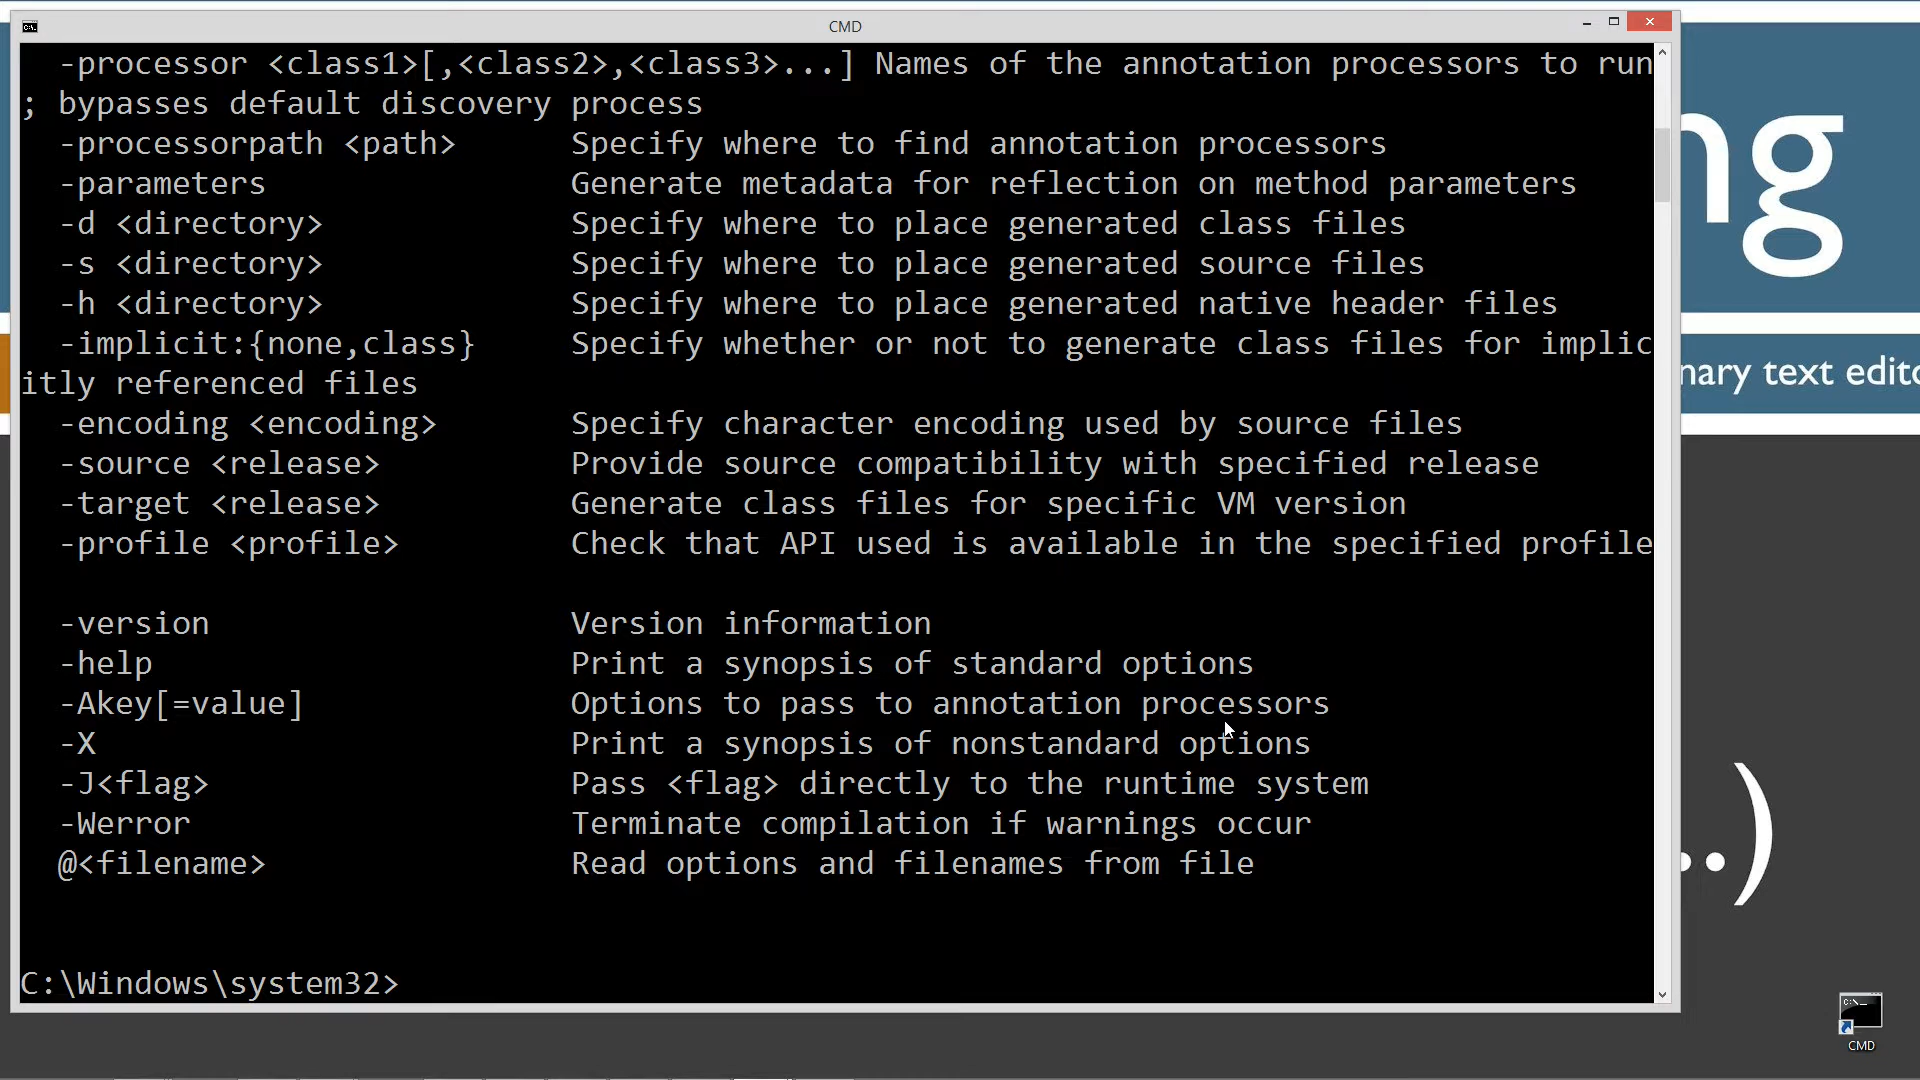 CMD
-processor <class1>[,<class2>,<class3>...] Names of the annotation processors to run
; bypasses default discovery process
-processorpath <path> Specify where to find annotation processors
-parameters Generate metadata for reflection on method parameters
-d <directory> Specify where to place generated class files
-s <directory> Specify where to place generated source files
-h <directory> Specify where to place generated native header files
-implicit:{none,class} Specify whether or not to generate class files for implic
itly referenced files
-encoding <encoding> Specify character encoding used by source files
-source <release> Provide source compatibility with specified release
-target <release> Generate class files for specific VM version
-profile <profile> Check that API used is available in the specified profile
-version Version information
-help Print a synopsis of standard options
-Akey[=value] Options to pass to annotation processors
-X Print a synopsis of nonstandard options
-J<flag> Pass <flag> directly to the runtime system
-Werror Terminate compilation if warnings occur
@<filename> Read options and filenames from file
C:\Windows\system32>
ng
nary text edito
..)
CMD